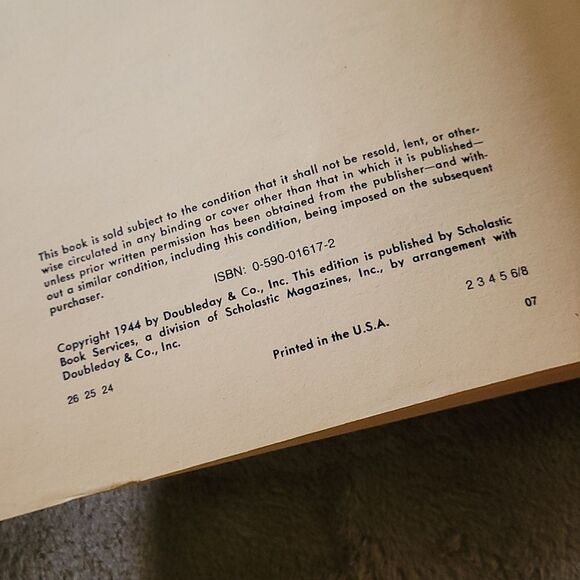 This book is sold subject to the condition that it shall not be resold, lent, or other-
wise circulated in any binding or cover other than that in which it is published—
unless prior written permission has been obtained from the publisher—and with-
out a similar condition, including this condition, being imposed on the subsequent
purchaser.
ISBN: 0-590-01617-2
Copyright 1944 by Doubleday & Co., Inc. This edition is published by Scholastic
Book Services, a division of Scholastic Magazines, Inc., by arrangement with
Doubleday & Co., Inc.
26 25 24
2 3 4 5 6/8
Printed in the U.S.A.
07